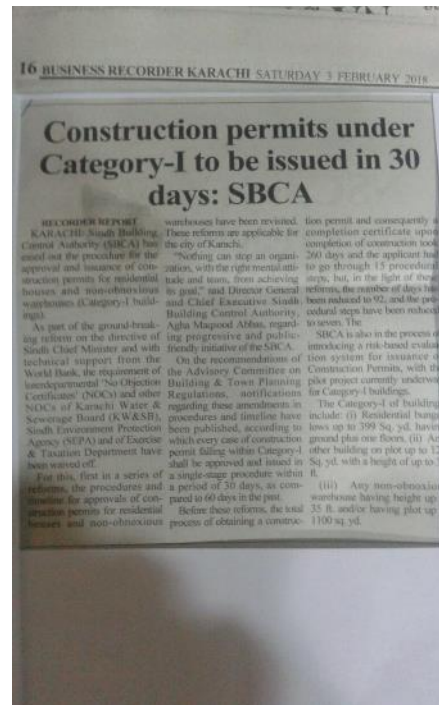 16 BUSINESS RECORDER KARACHI SATURDAY 3 FEBRUARY 2018
Construction permits under
Category-I to be issued in 30
days: SBCA
RECORDER REPORT
KARACHI: Sindh Building
Control Authority (SBCA) has
eased out the procedure for the
approval and issuance of con-
struction permits for residential
houses and non-obnoxious
warehouses (Category-I build-
ings).
As part of the ground-break-
ing reform on the directive of
Sindh Chief Minister and with
technical support from the
World Bank, the requirement of
Interdepartmental 'No Objection
Certificates' (NOCs) and other
NOCs of Karachi Water &
Sewerage Board (KW&SB),
Sindh Environment Protection
Agency (SEPA) and of Exercise
& Taxation Department have
been waived off.
For this, first in a series of
reforms, the procedures and
timeline for approvals of con-
struction permits for residential
houses and non-obnoxious
warehouses have been revisited.
These reforms are applicable for
the city of Karachi.
"Nothing can stop an organi-
zation, with the right mental atti-
tude and team, from achieving
its goal," said Director General
and Chief Executive Sindh
Building Control Authority,
Agha Maqsood Abbas, regard-
ing progressive and public-
friendly initiative of the SBCA.
On the recommendations of
the Advisory Committee on
Building & Town Planning
Regulations, notifications
regarding these amendments in
procedures and timeline have
been published, according to
which every case of construction
permit falling within Category-I
shall be approved and issued in
a single-stage procedure within
a period of 30 days, as com-
pared to 60 days in the past.
Before these reforms, the total
process of obtaining a construc-
tion permit and consequently a
completion certificate upon
completion of construction took
260 days and the applicant had
to go through 15 procedural
steps; but, in the light of these
reforms, the number of days has
been reduced to 92, and the pro-
cedural steps have been reduced
to seven. The
SBCA is also in the process of
introducing a risk-based evalua
tion system for issuance o
Construction Permits, with th
pilot project currently underwa
for Category-I buildings.
The Category-I of building
include: (i) Residential bung
lows up to 399 Sq. yd. havin
ground plus one floors, (ii) An
other building on plot up to 12
Sq. yd, with a height of up to
ft.
(iii) Any non-obnoxio
warehouse having height up
35 ft. and/or having plot up
1100 sq. yd.